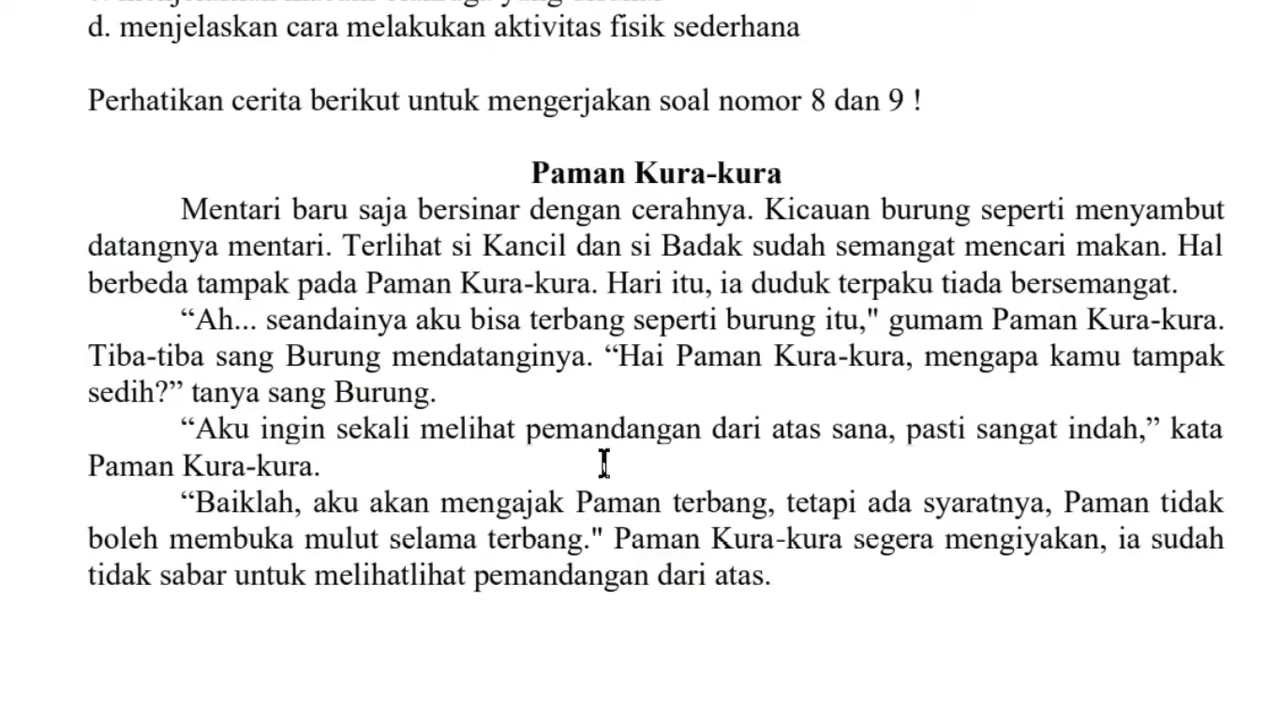 d. menjelaskan cara melakukan aktivitas fisik sederhana
Perhatikan cerita berikut untuk mengerjakan soal nomor 8 dan 9 !
Paman Kura-kura
Mentari baru saja bersinar dengan cerahnya. Kicauan burung seperti menyambut
datangnya mentari. Terlihat si Kancil dan si Badak sudah semangat mencari makan. Hal
berbeda tampak pada Paman Kura-kura. Hari itu, ia duduk terpaku tiada bersemangat.
“Ah... seandainya aku bisa terbang seperti burung itu," gumam Paman Kura-kura.
Tiba-tiba sang Burung mendatanginya. “Hai Paman Kura-kura, mengapa kamu tampak
sedih?” tanya sang Burung.
“Aku ingin sekali melihat pemandangan dari atas sana, pasti sangat indah,” kata
Paman Kura-kura.
“Baiklah, aku akan mengajak Paman terbang, tetapi ada syaratnya, Paman tidak
boleh membuka mulut selama terbang." Paman Kura-kura segera mengiyakan, ia sudah
tidak sabar untuk melihatlihat pemandangan dari atas.